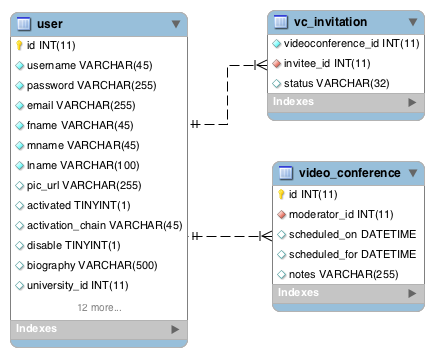 user
id INT(11)
username VARCHAR(45)
password VARCHAR(255)
email VARCHAR(255)
fname VARCHAR(45)
mname VARCHAR(45)
lname VARCHAR(100)
pic_url VARCHAR(255)
activated TINYINT(1)
activation_chain VARCHAR(45)
disable TINYINT(1)
biography VARCHAR(500)
university_id INT(11)
12 more...
Indexes
vc_invitation
videoconference_id INT(11)
invitee_id INT(11)
status VARCHAR(32)
Indexes
video_conference
id INT(11)
moderator_id INT(11)
scheduled_on DATETIME
scheduled_for DATETIME
notes VARCHAR(255)
Indexes